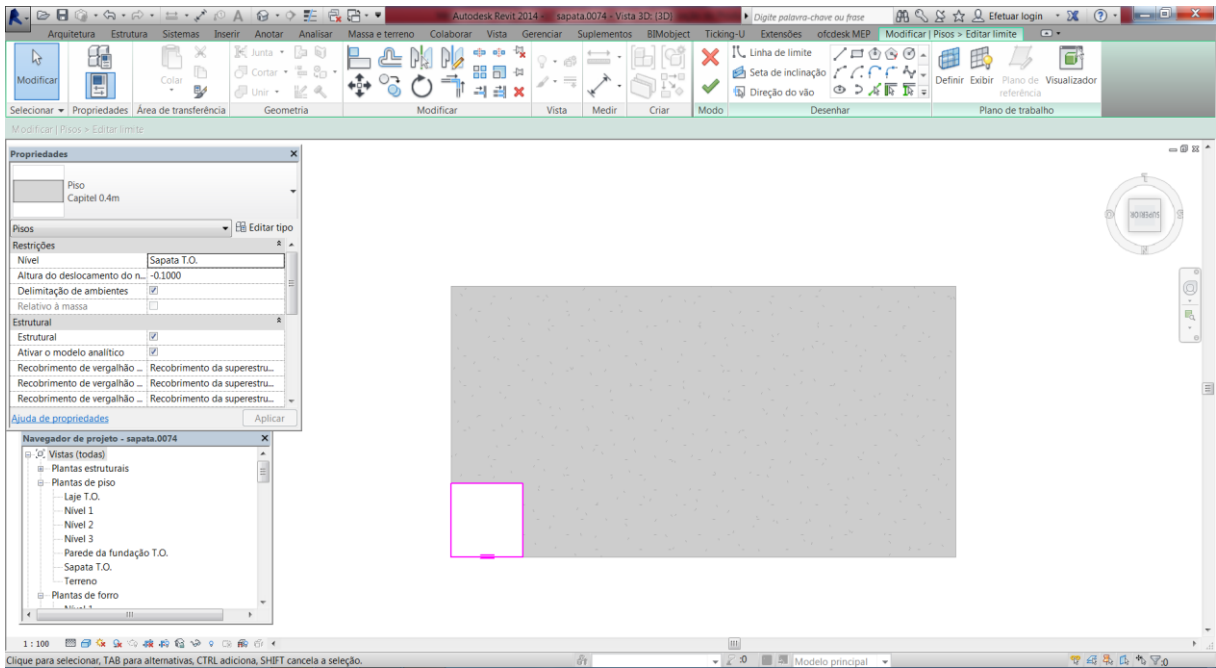 Autodesk Revit 2014 - sapata.0074 - Vista 3D: {3D}
Digite palavra-chave ou frase
Efetuar login
Arquitetura Estrutura Sistemas Inserir Anotar Analisar Massa e terreno Colaborar Vista Gerenciar Suplementos BIMobject Ticking-U Extensões ofcdesk MEP Modificar | Pisos > Editar limite
Modificar
Colar
Junta
Cortar
Unir
Linha de limite
Seta de inclinação
Direção do vão
Definir Exibir Plano de referência Visualizador
Selecionar Propriedades Área de transferência Geometria Modificar Vista Medir Criar Modo Desenhar Plano de trabalho
Modificar | Pisos > Editar limite
Propriedades
Piso
Capitel 0.4m
Pisos Editar tipo
Restrições
Nível Sapata T.O.
Altura do deslocamento do n... -0.1000
Delimitação de ambientes
Relativo à massa
Estrutural
Estrutural
Ativar o modelo analítico
Recobrimento de vergalhão ... Recobrimento da superestru...
Recobrimento de vergalhão ... Recobrimento da superestru...
Recobrimento de vergalhão ... Recobrimento da superestru...
Ajuda de propriedades Aplicar
Navegador de projeto - sapata.0074
Vistas (todas)
Plantas estruturais
Plantas de piso
Laje T.O.
Nível 1
Nível 2
Nível 3
Parede da fundação T.O.
Sapata T.O.
Terreno
Plantas de forro
Nível 1
SUPERIOR
1 : 100
Clique para selecionar, TAB para alternativas, CTRL adiciona, SHIFT cancela a seleção.
:0
Modelo principal
:0